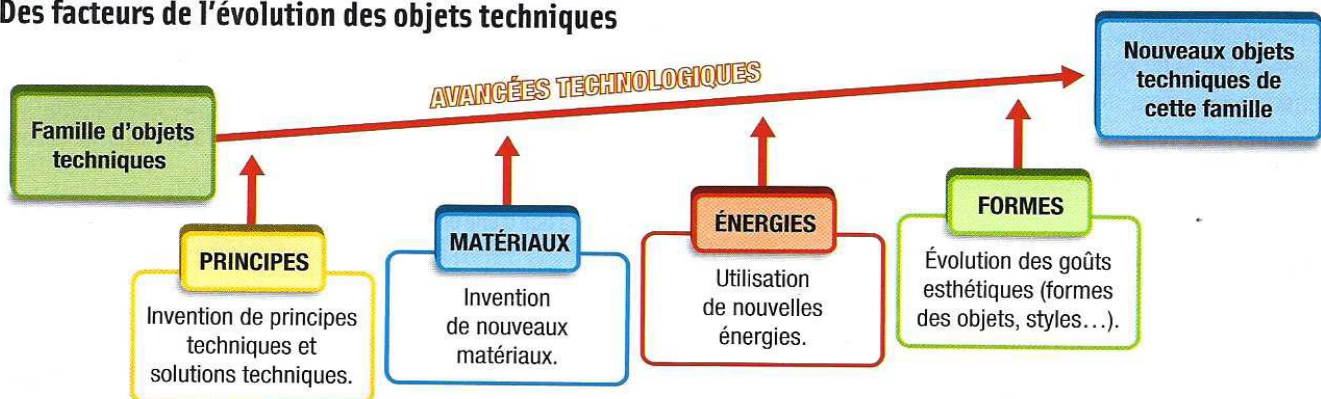 Des facteurs de l'évolution des objets techniques
AVANCÉES TECHNOLOGIQUES
Nouveaux objets
techniques de
cette famille
Famille d'objets
techniques
PRINCIPES
Invention de principes
techniques et
solutions techniques.
MATÉRIAUX
Invention
de nouveaux
matériaux.
ÉNERGIES
Utilisation
de nouvelles
énergies.
FORMES
Évolution des goûts
esthétiques (formes
des objets, styles...).